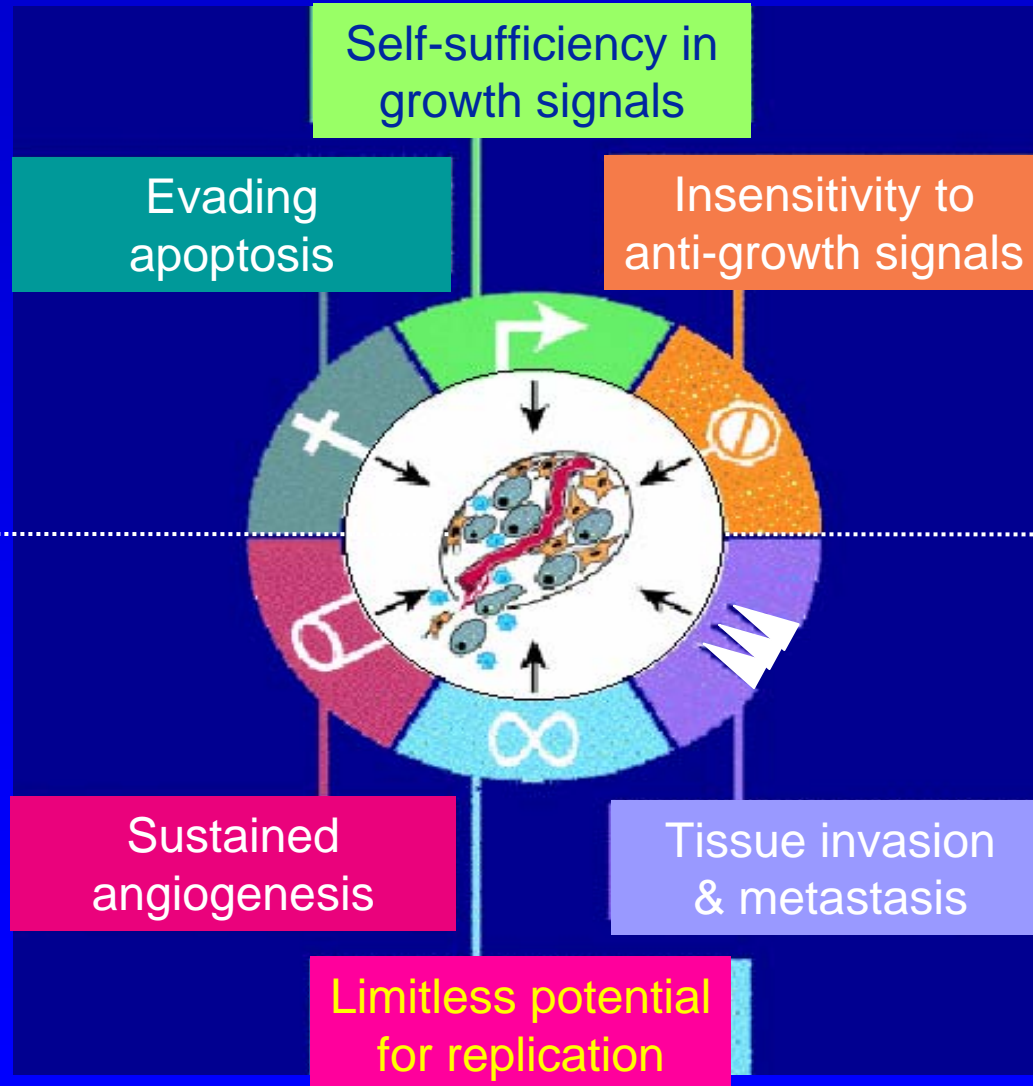 Self-sufficiency in
growth signals
Evading
apoptosis
Insensitivity to
anti-growth signals
Sustained
angiogenesis
Tissue invasion
& metastasis
Limitless potential
for replication